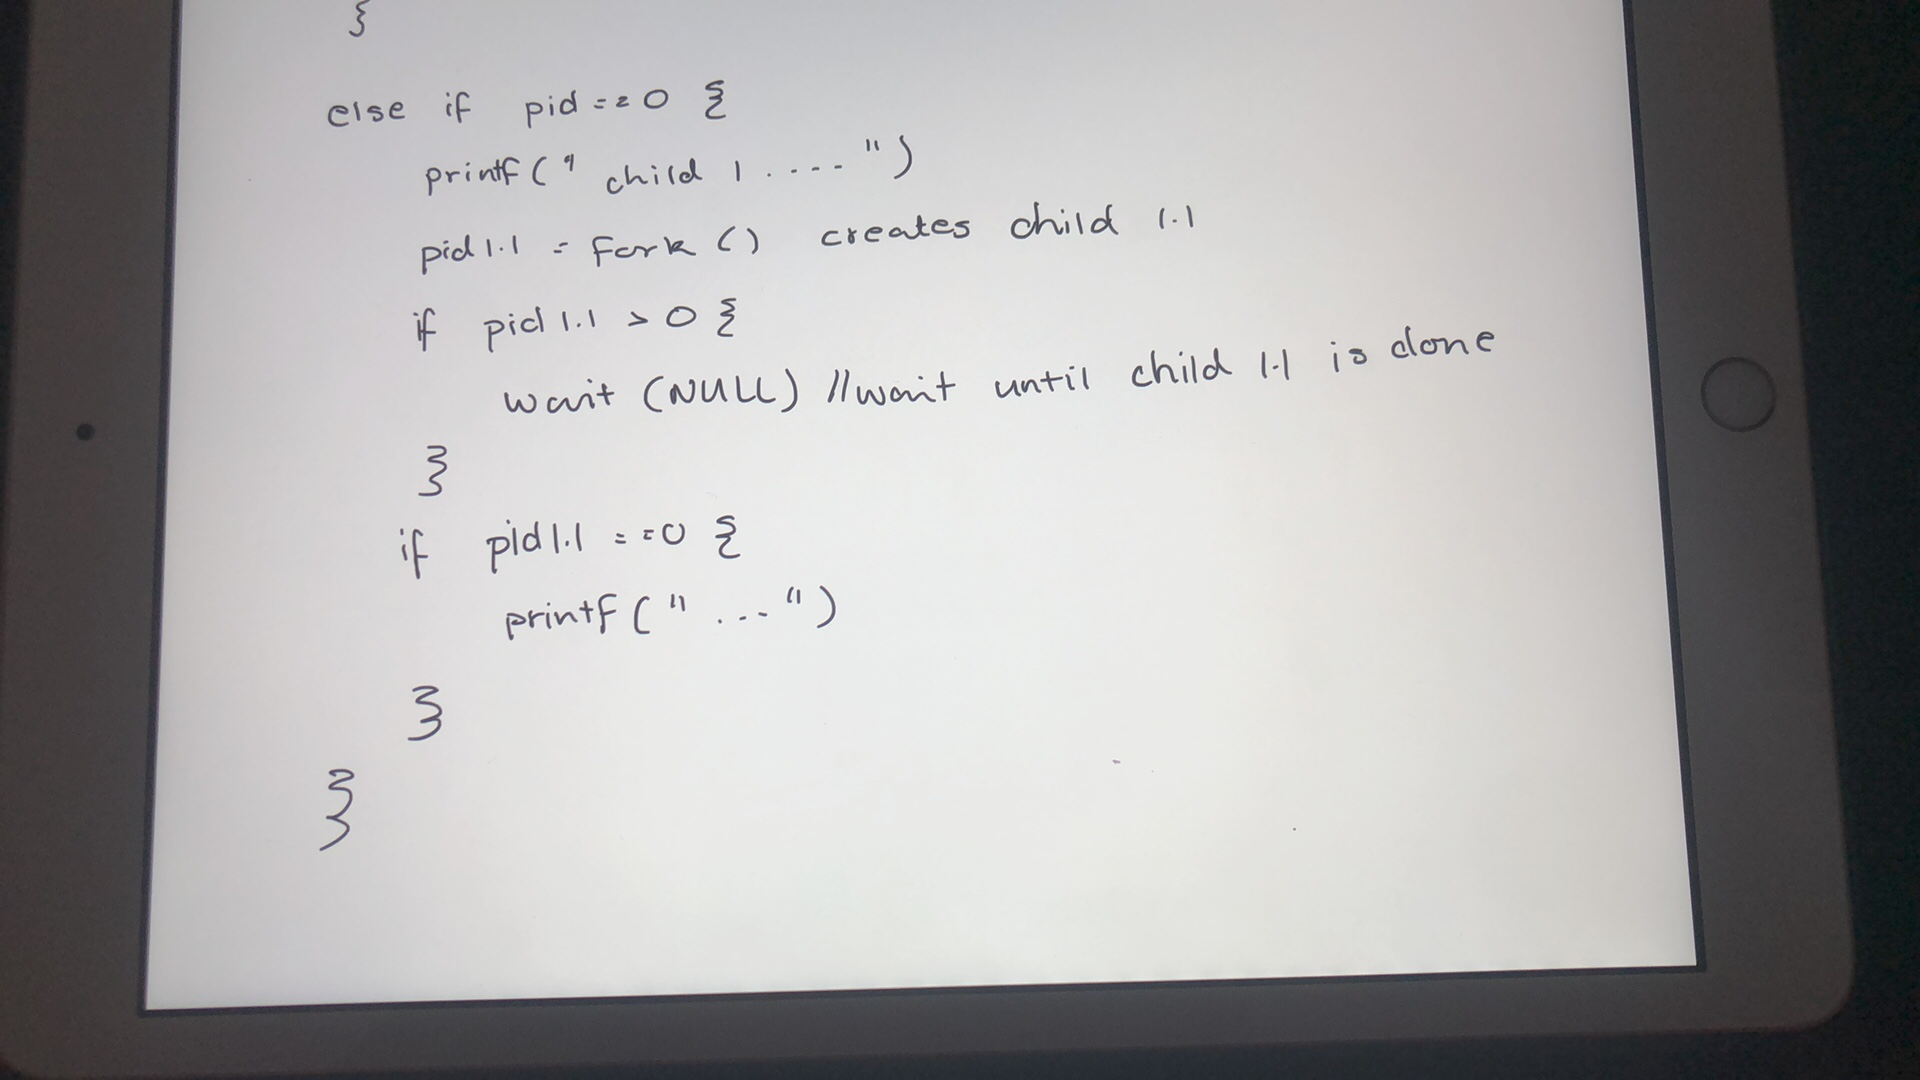 }
else if pid == 0 {
printf(" child 1 .... ")
pid 1.1 = fork () creates child 1.1
if pid 1.1 > 0 {
wait (NULL) //wait until child 1.1 is done
}
if pid 1.1 == 0 {
printf (" ... ")
}
}